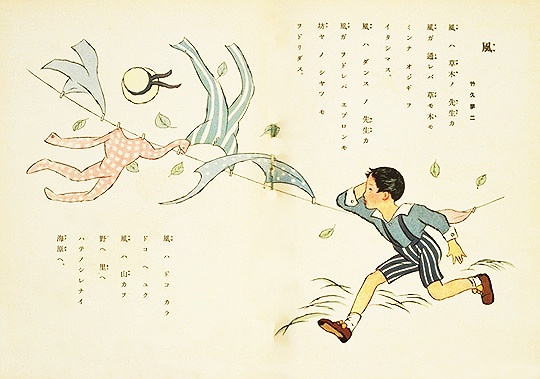 風
竹久夢二
風ハ 草木ノ 先生カ
風ガ 通レバ 草モ木モ
ミンナ オジギ ヲ
イタシマス。
風ハ ダンス ノ 先生カ
風ガ ヲドレバ エプロンモ
坊ヤ ノ シヤツ モ
ヲドリダス。
風ハ ドコ カラ
ドコ ヘ ユク
風ハ 山カラ
野ヘ 里ヘ
ハテノシレナイ
海原ヘ。